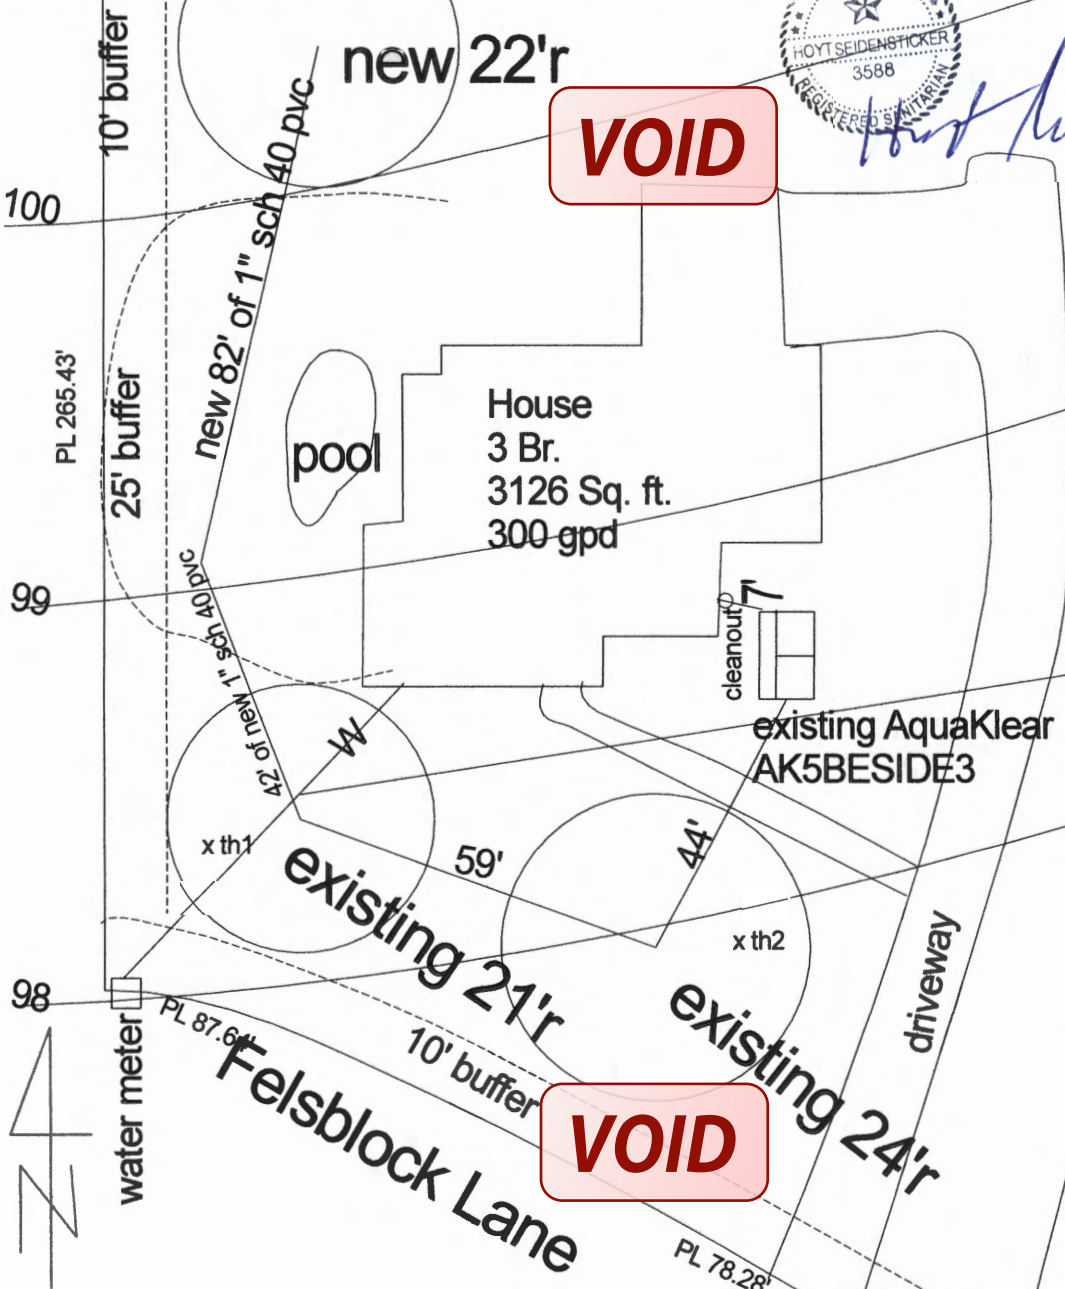 10' buffer
new 22'r
HOYT SEIDENSTICKER
3588
REGISTERED SANITARIAN
VOID
100
new 82' of 1" sch 40 pvc
PL 265.43'
25' buffer
pool
House
3 Br.
3126 Sq. ft.
300 gpd
99
42' of new 1" sch 40 pvc
7'
cleanout
existing AquaKlear
AK5BESIDE3
W
x th1
59'
44'
existing 21'r
x th2
existing 24'r
driveway
98
PL 87.64'
10' buffer
water meter
Felsblock Lane
VOID
PL 78.28'
N